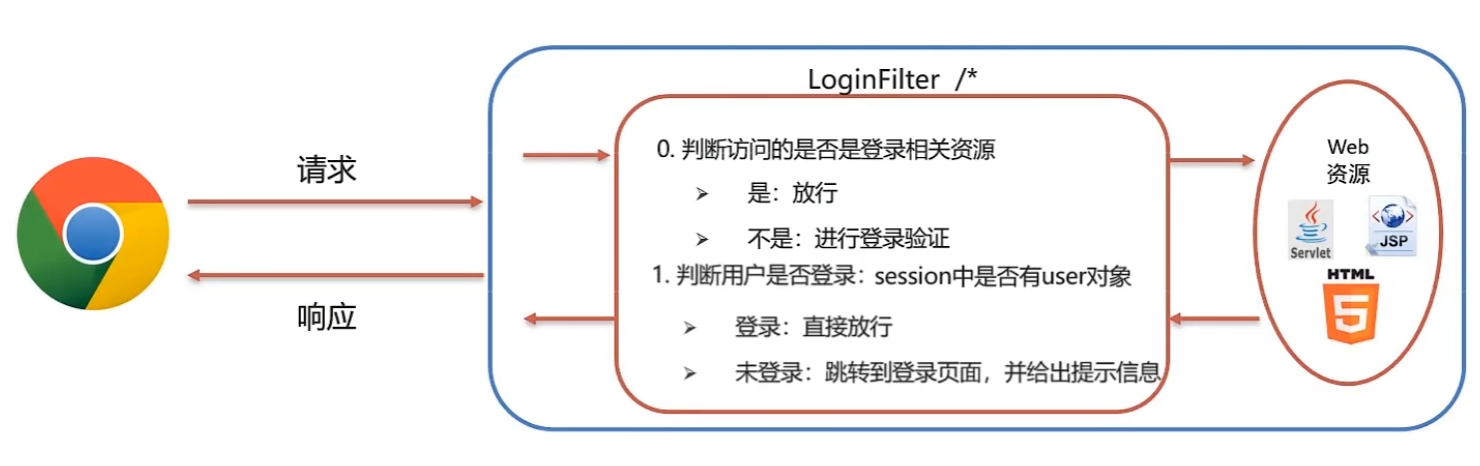 LoginFilter /*
请求
响应
0. 判断访问的是否是登录相关资源
➢ 是：放行
➢ 不是：进行登录验证
1. 判断用户是否登录：session中是否有user对象
➢ 登录：直接放行
➢ 未登录：跳转到登录页面，并给出提示信息
Web
资源
Servlet
<>
JSP
HTML
5